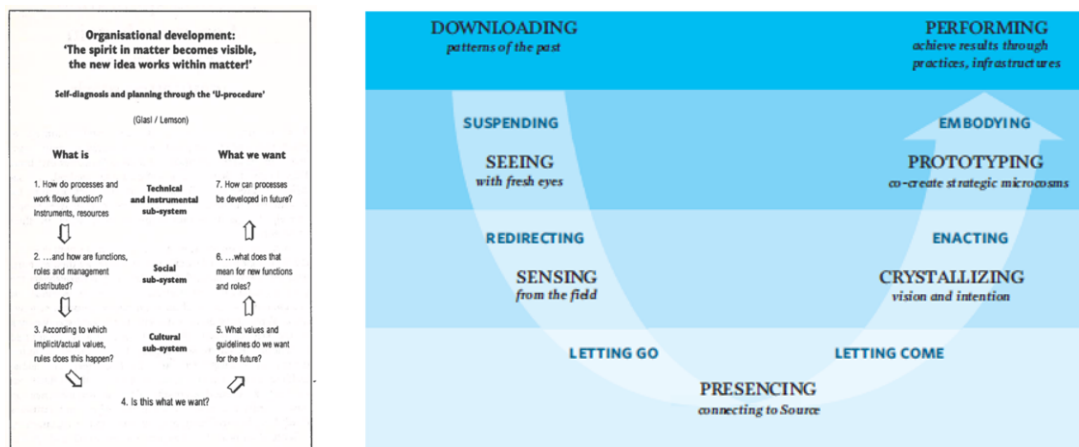 Organisational development:
'The spirit in matter becomes visible,
the new idea works within matter!'
Self-diagnosis and planning through the 'U-procedure'
(Glasl / Lemson)
What is
What we want
1. How do processes and
work flows function?
Instruments, resources
Technical
and instrumental
sub-system
7. How can processes
be developed in future?
2. ...and how are functions,
roles and management
distributed?
Social
sub-system
6. ...what does that
mean for new functions
and roles?
3. According to which
implicit/actual values,
rules does this happen?
Cultural
sub-system
5. What values and
guidelines do we want
for the future?
4. Is this what we want?
DOWNLOADING
patterns of the past
PERFORMING
achieve results through
practices, infrastructures
SUSPENDING
EMBODYING
SEEING
with fresh eyes
PROTOTYPING
co-create strategic microcosms
REDIRECTING
ENACTING
SENSING
from the field
CRYSTALLIZING
vision and intention
LETTING GO
LETTING COME
PRESENCING
connecting to Source